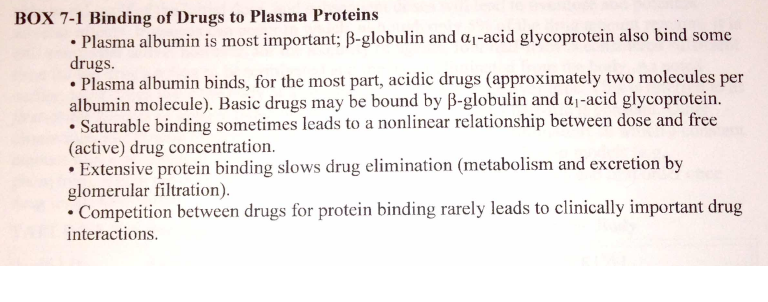 BOX 7-1 Binding of Drugs to Plasma Proteins
• Plasma albumin is most important; β-globulin and α₁-acid glycoprotein also bind some
drugs.
• Plasma albumin binds, for the most part, acidic drugs (approximately two molecules per
albumin molecule). Basic drugs may be bound by β-globulin and α₁-acid glycoprotein.
• Saturable binding sometimes leads to a nonlinear relationship between dose and free
(active) drug concentration.
• Extensive protein binding slows drug elimination (metabolism and excretion by
glomerular filtration).
• Competition between drugs for protein binding rarely leads to clinically important drug
interactions.